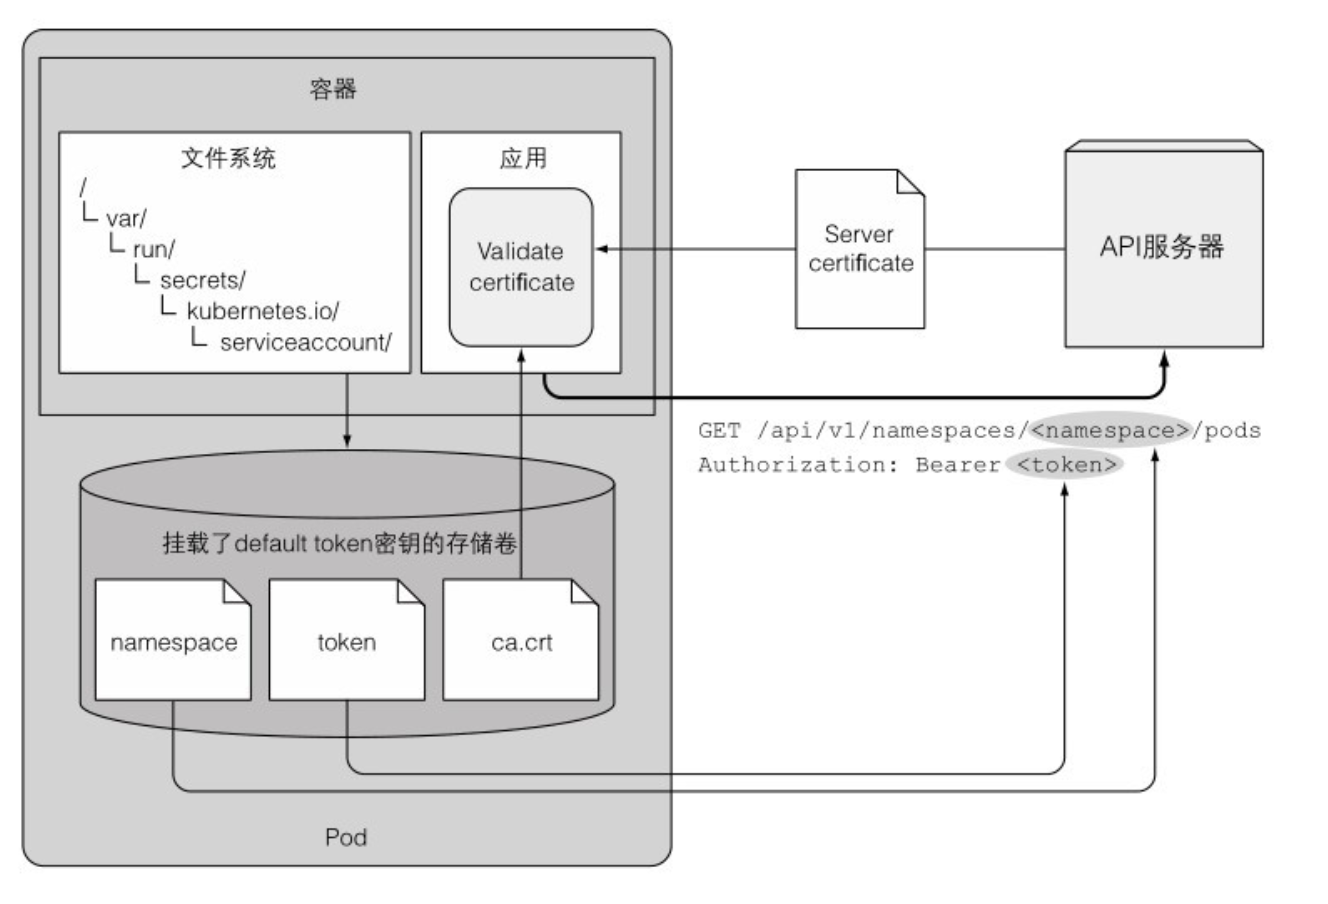 容器
文件系统
/
var/
run/
secrets/
kubernetes.io/
serviceaccount/
应用
Validate
certificate
Server
certificate
API服务器
GET /api/v1/namespaces/<namespace>/pods
Authorization: Bearer <token>
挂载了default token密钥的存储卷
namespace
token
ca.crt
Pod